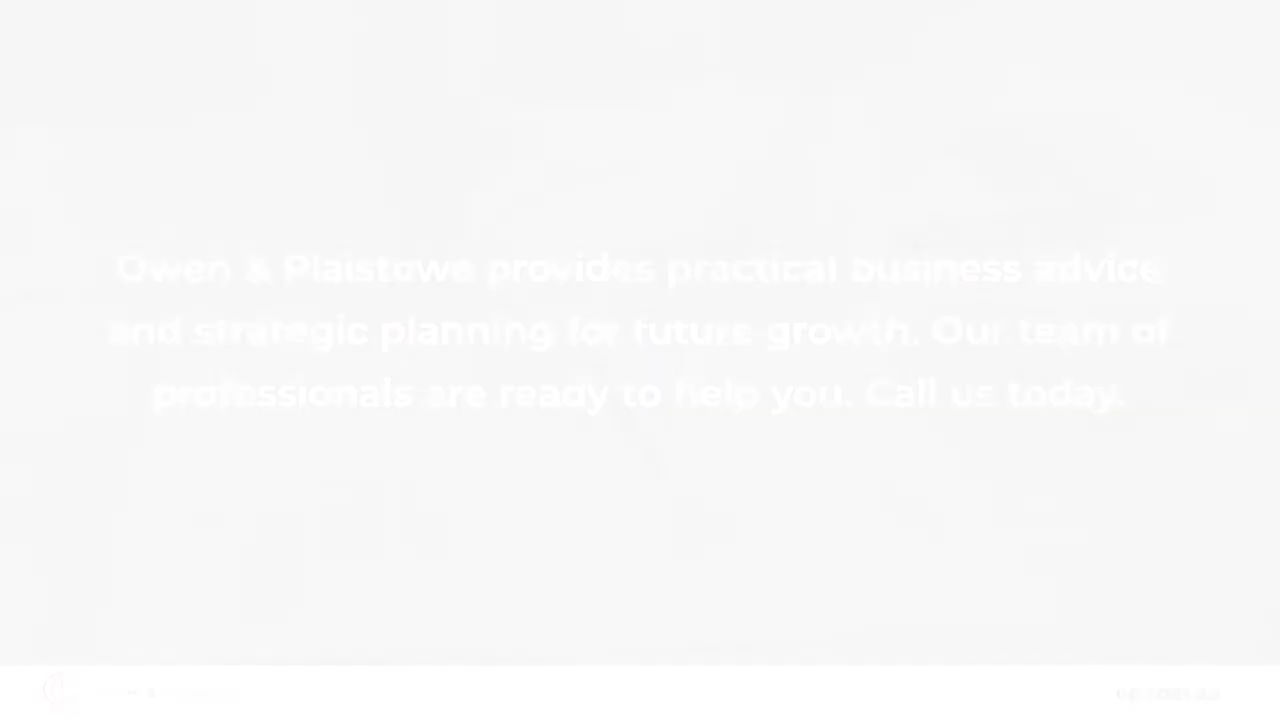 Owen & Plaistowe provides practical business advice
and strategic planning for future growth. Our team of
professionals are ready to help you. Call us today.